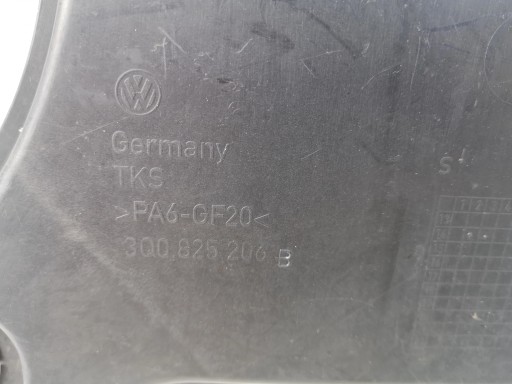 VW
Germany
TKS
>PA6-GF20<
3Q0.825.206 B
S